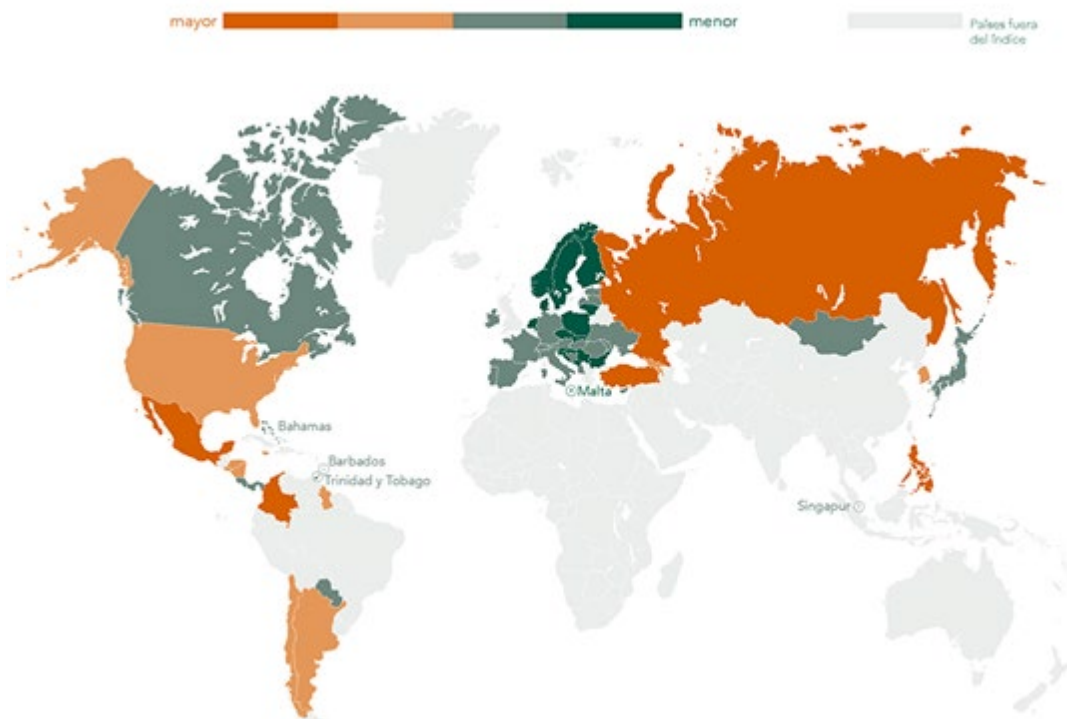 mayor
menor
Países fuera
del Índice
Malta
Bahamas
Barbados
Trinidad y Tobago
Singapur